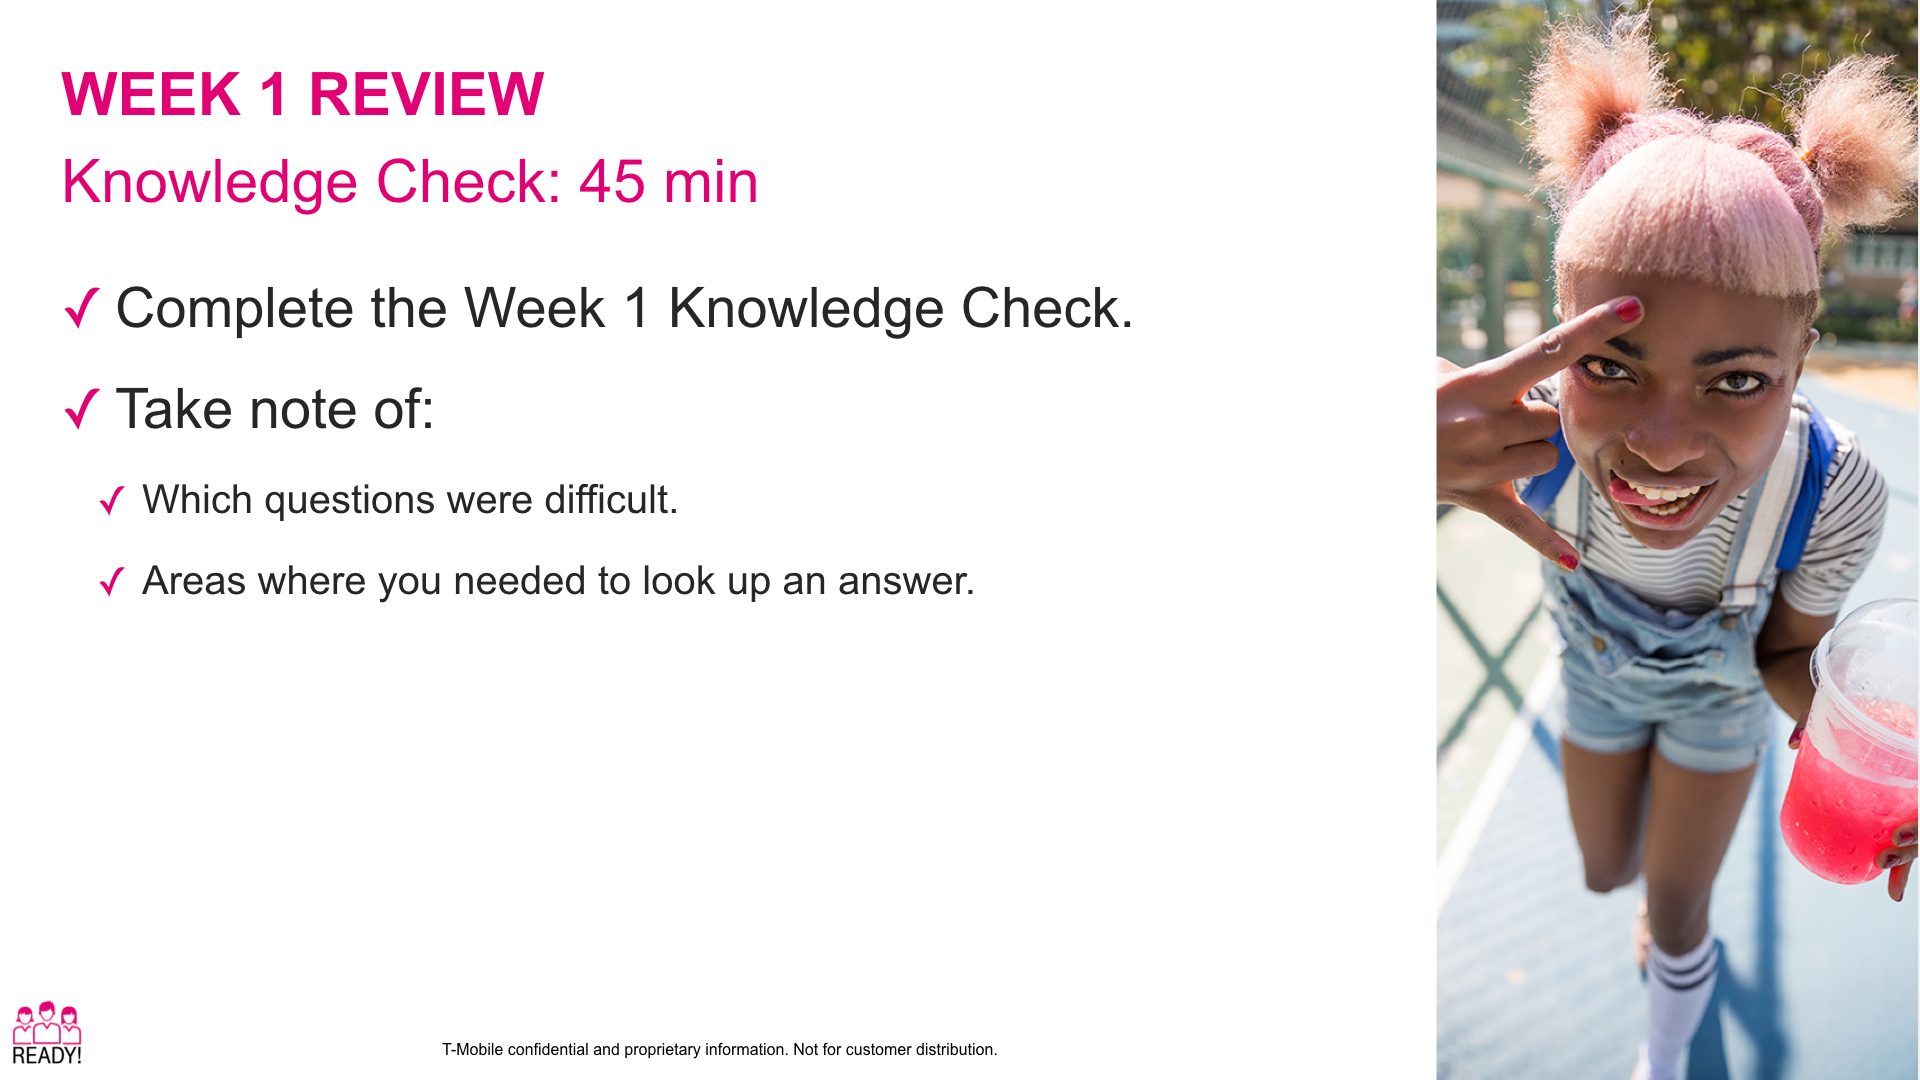 WEEK 1 REVIEW
Knowledge Check: 45 min
✓ Complete the Week 1 Knowledge Check.
✓ Take note of:
✓ Which questions were difficult.
✓ Areas where you needed to look up an answer.
READY!
T-Mobile confidential and proprietary information. Not for customer distribution.